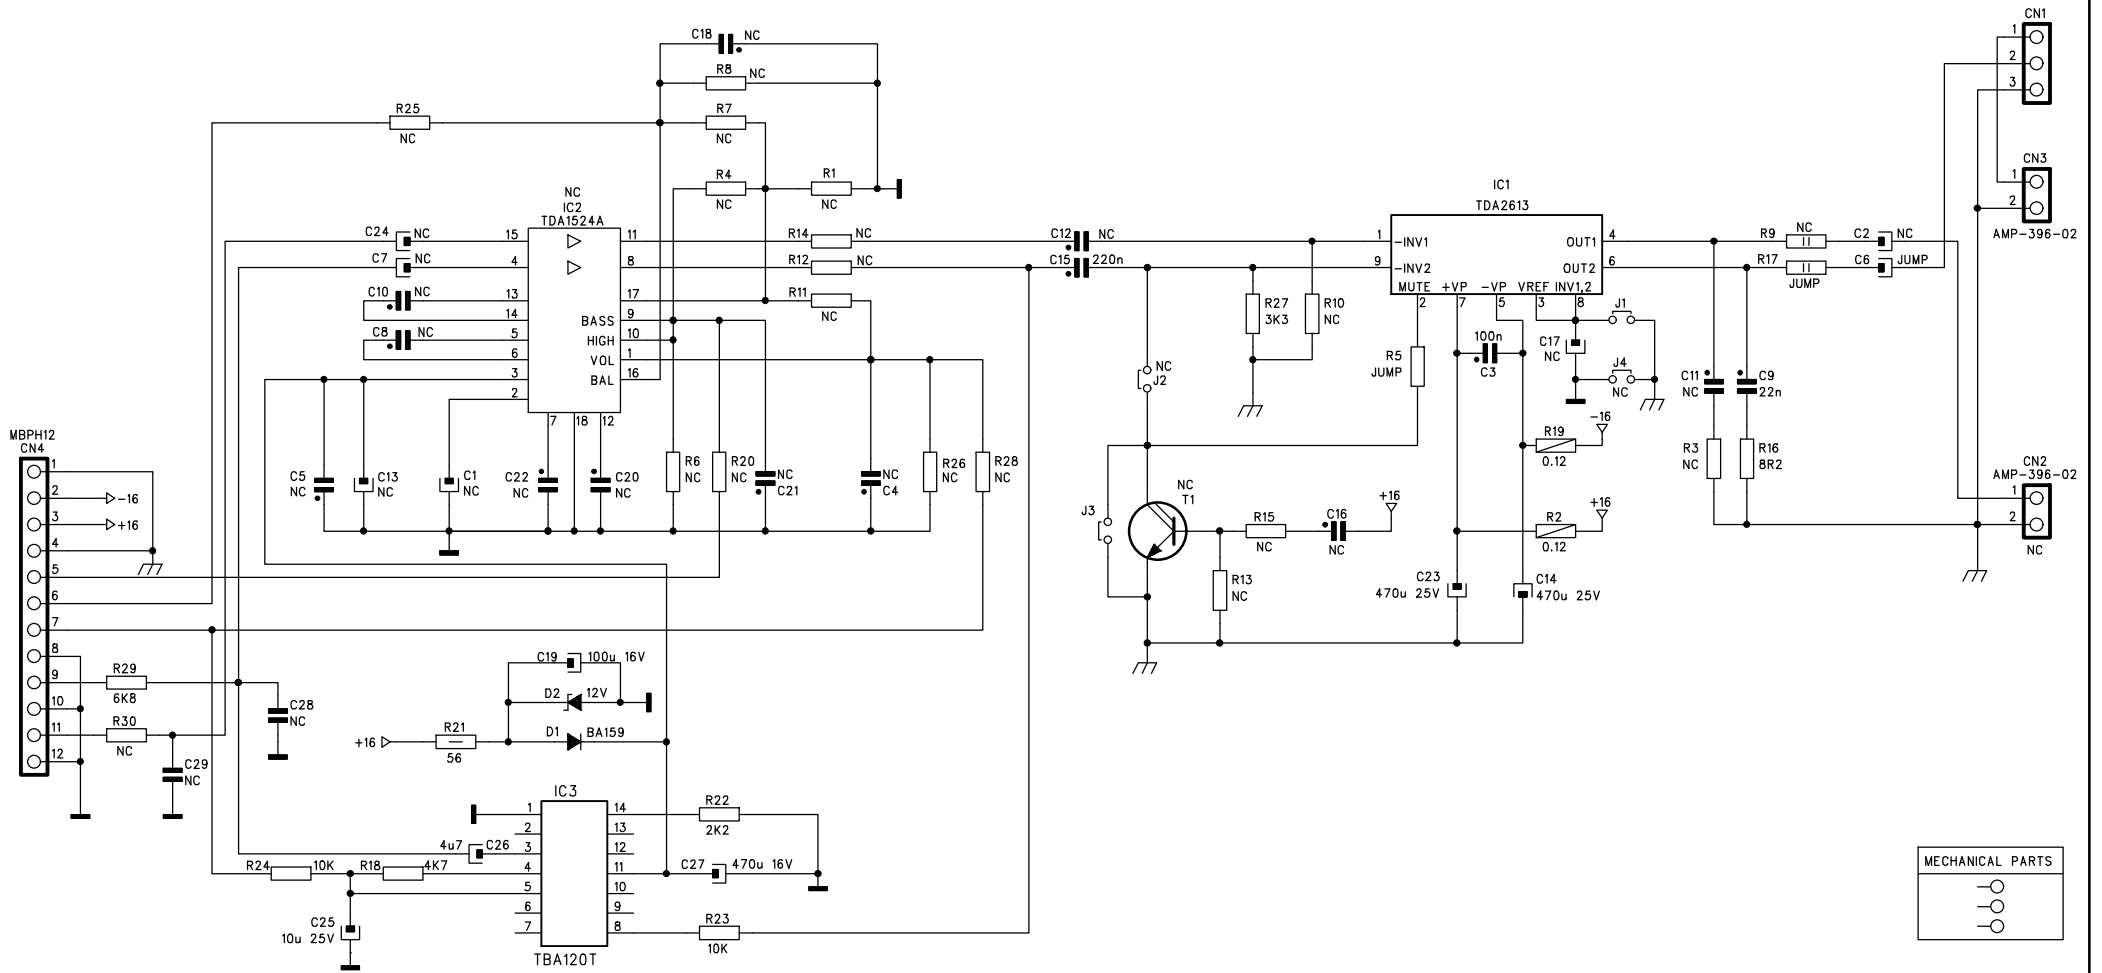 CN1
C18 NC
1
R8 NC
2
3
R25 NC
R7 NC
R4 NC
R1 NC
CN3
1
2
AMP-396-02
NC
IC2
TDA1524A
IC1
TDA2613
C24 NC
15
11
R14 NC
C12 NC
1
-INV1
OUT1
4
R9 NC
C2 NC
C7 NC
4
8
R12 NC
C15 220n
9
-INV2
OUT2
6
R17 JUMP
C6 JUMP
MUTE +VP -VP VREF INV1,2
2 7 5 3 8
C10 NC
13
14
17
R11 NC
C8 NC
5
6
BASS 9
HIGH 10
VOL 1
BAL 16
3
2
7 18 12
R27 3K3
R10 NC
R5 JUMP
100n
C3
C17 NC
J1
J4
NC
NC
J2
C11 NC
C9 22n
R3 NC
R16 8R2
-16
R19
0.12
+16
R2
0.12
MBPH12
CN4
1
2
-16
3
+16
4
5
6
7
8
9
10
11
12
C5 NC
C13 NC
C1 NC
C22 NC
C20 NC
R6 NC
R20 NC
NC
C21
NC
C4
R26 NC
R28 NC
J3
NC
T1
R15
NC
C16
NC
+16
R13 NC
C23
470u 25V
C14
470u 25V
CN2
AMP-396-02
1
2
NC
R29
6K8
R30
NC
C28 NC
C29 NC
C19 100u 16V
D2 12V
+16
R21
56
D1 BA159
IC3
1
2
3
4
5
6
7
14
13
12
11
10
9
8
TBA120T
R22
2K2
4u7 C26
R24 10K
R18 4K7
C27 470u 16V
C25
10u 25V
R23
10K
MECHANICAL PARTS